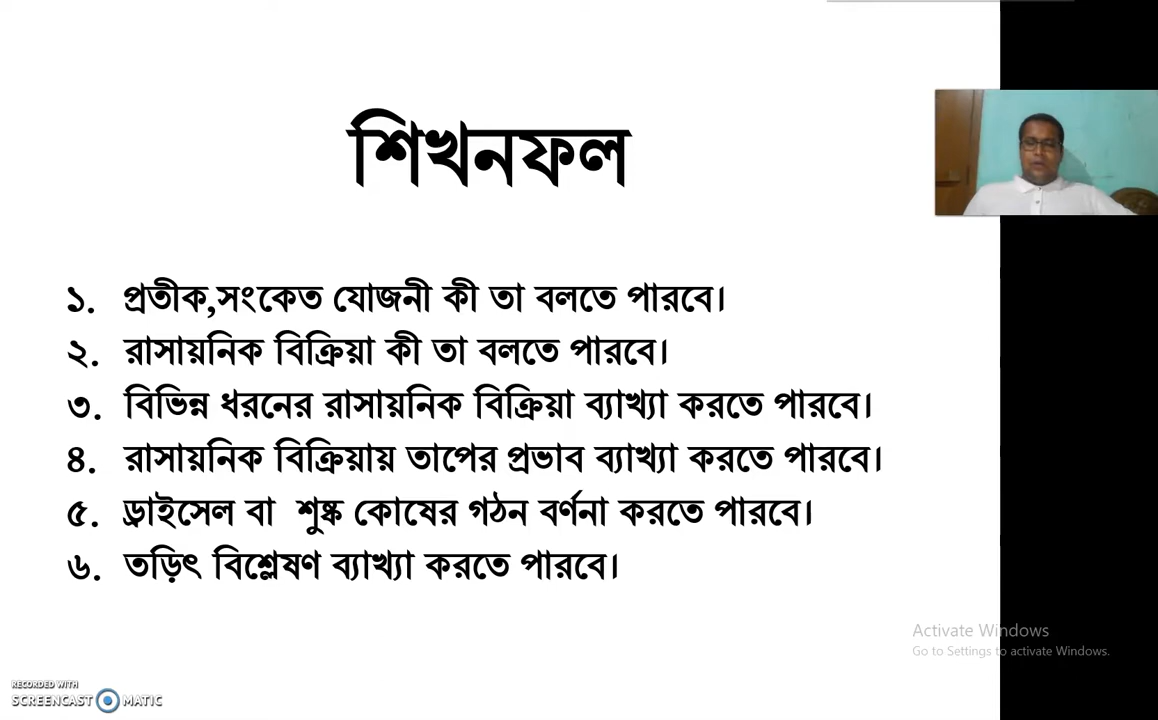 শিখনফল
১. প্রতীক,সংকেত যোজনী কী তা বলতে পারবে।
২. রাসায়নিক বিক্রিয়া কী তা বলতে পারবে।
৩. বিভিন্ন ধরনের রাসায়নিক বিক্রিয়া ব্যাখ্যা করতে পারবে।
৪. রাসায়নিক বিক্রিয়ায় তাপের প্রভাব ব্যাখ্যা করতে পারবে।
৫. ড্রাইসেল বা শুষ্ক কোষের গঠন বর্ণনা করতে পারবে।
৬. তড়িৎ বিশ্লেষণ ব্যাখ্যা করতে পারবে।
Activate Windows
Go to Settings to activate Windows.
RECORDED WITH
SCREENCAST MATIC